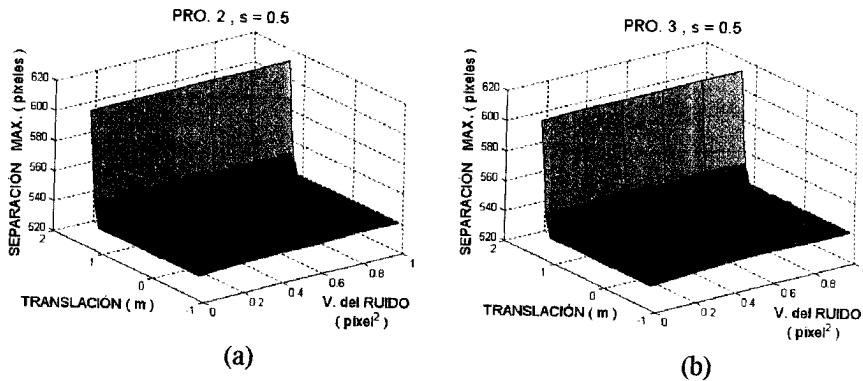 PRO. 2 , s = 0.5
SEPARACIÓN MAX. ( pixeles )
620
600
580
560
540
520
2
1
0
-1
TRANSLACIÓN ( m )
0
0.2
0.4
0.6
0.8
1
V. del RUIDO
( pixel² )
(a)
PRO. 3 , s = 0.5
SEPARACIÓN MAX. ( pixeles )
620
600
580
560
540
520
2
1
0
-1
TRANSLACIÓN ( m )
0
0.2
0.4
0.6
0.8
V. del RUIDO
( pixel² )
(b)